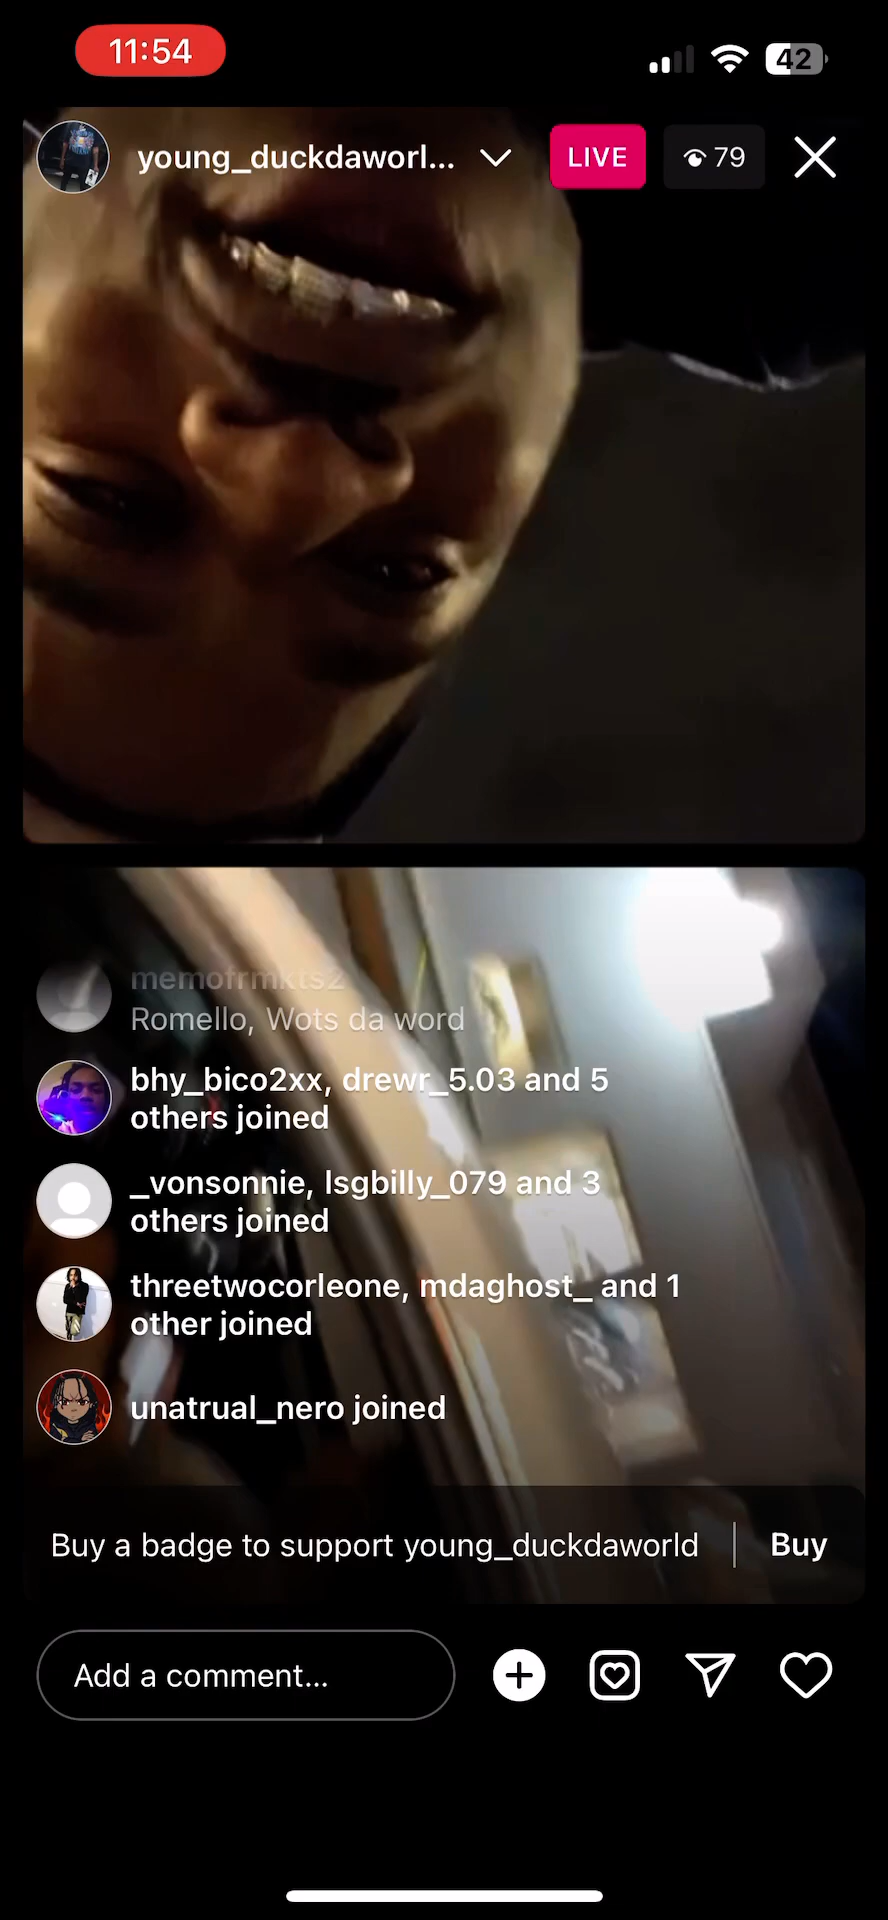 11:54
42
young_duckdaworl...
LIVE
79
memofrmkts2
Romello, Wots da word
bhy_bico2xx, drewr_5.03 and 5
others joined
_vonsonnie, lsgbilly_079 and 3
others joined
threetwocorleone, mdaghost_ and 1
other joined
unatrual_nero joined
Buy a badge to support young_duckdaworld
Buy
Add a comment...